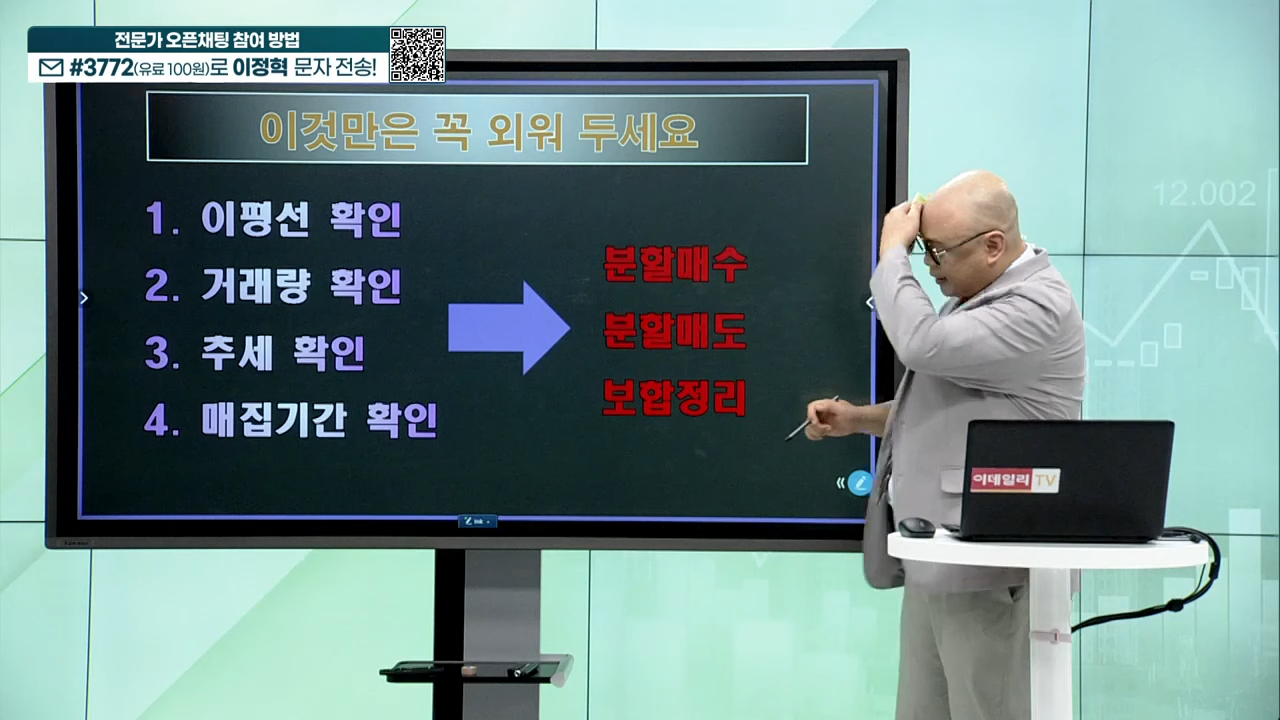 전문가 오픈채팅 참여 방법
#3772(유료 100원)로 이정혁 문자 전송!
이것만은 꼭 외워 두세요
1. 이평선 확인
2. 거래량 확인
3. 추세 확인
4. 매집기간 확인
분할매수
분할매도
보합정리
12.002
이데일리 TV